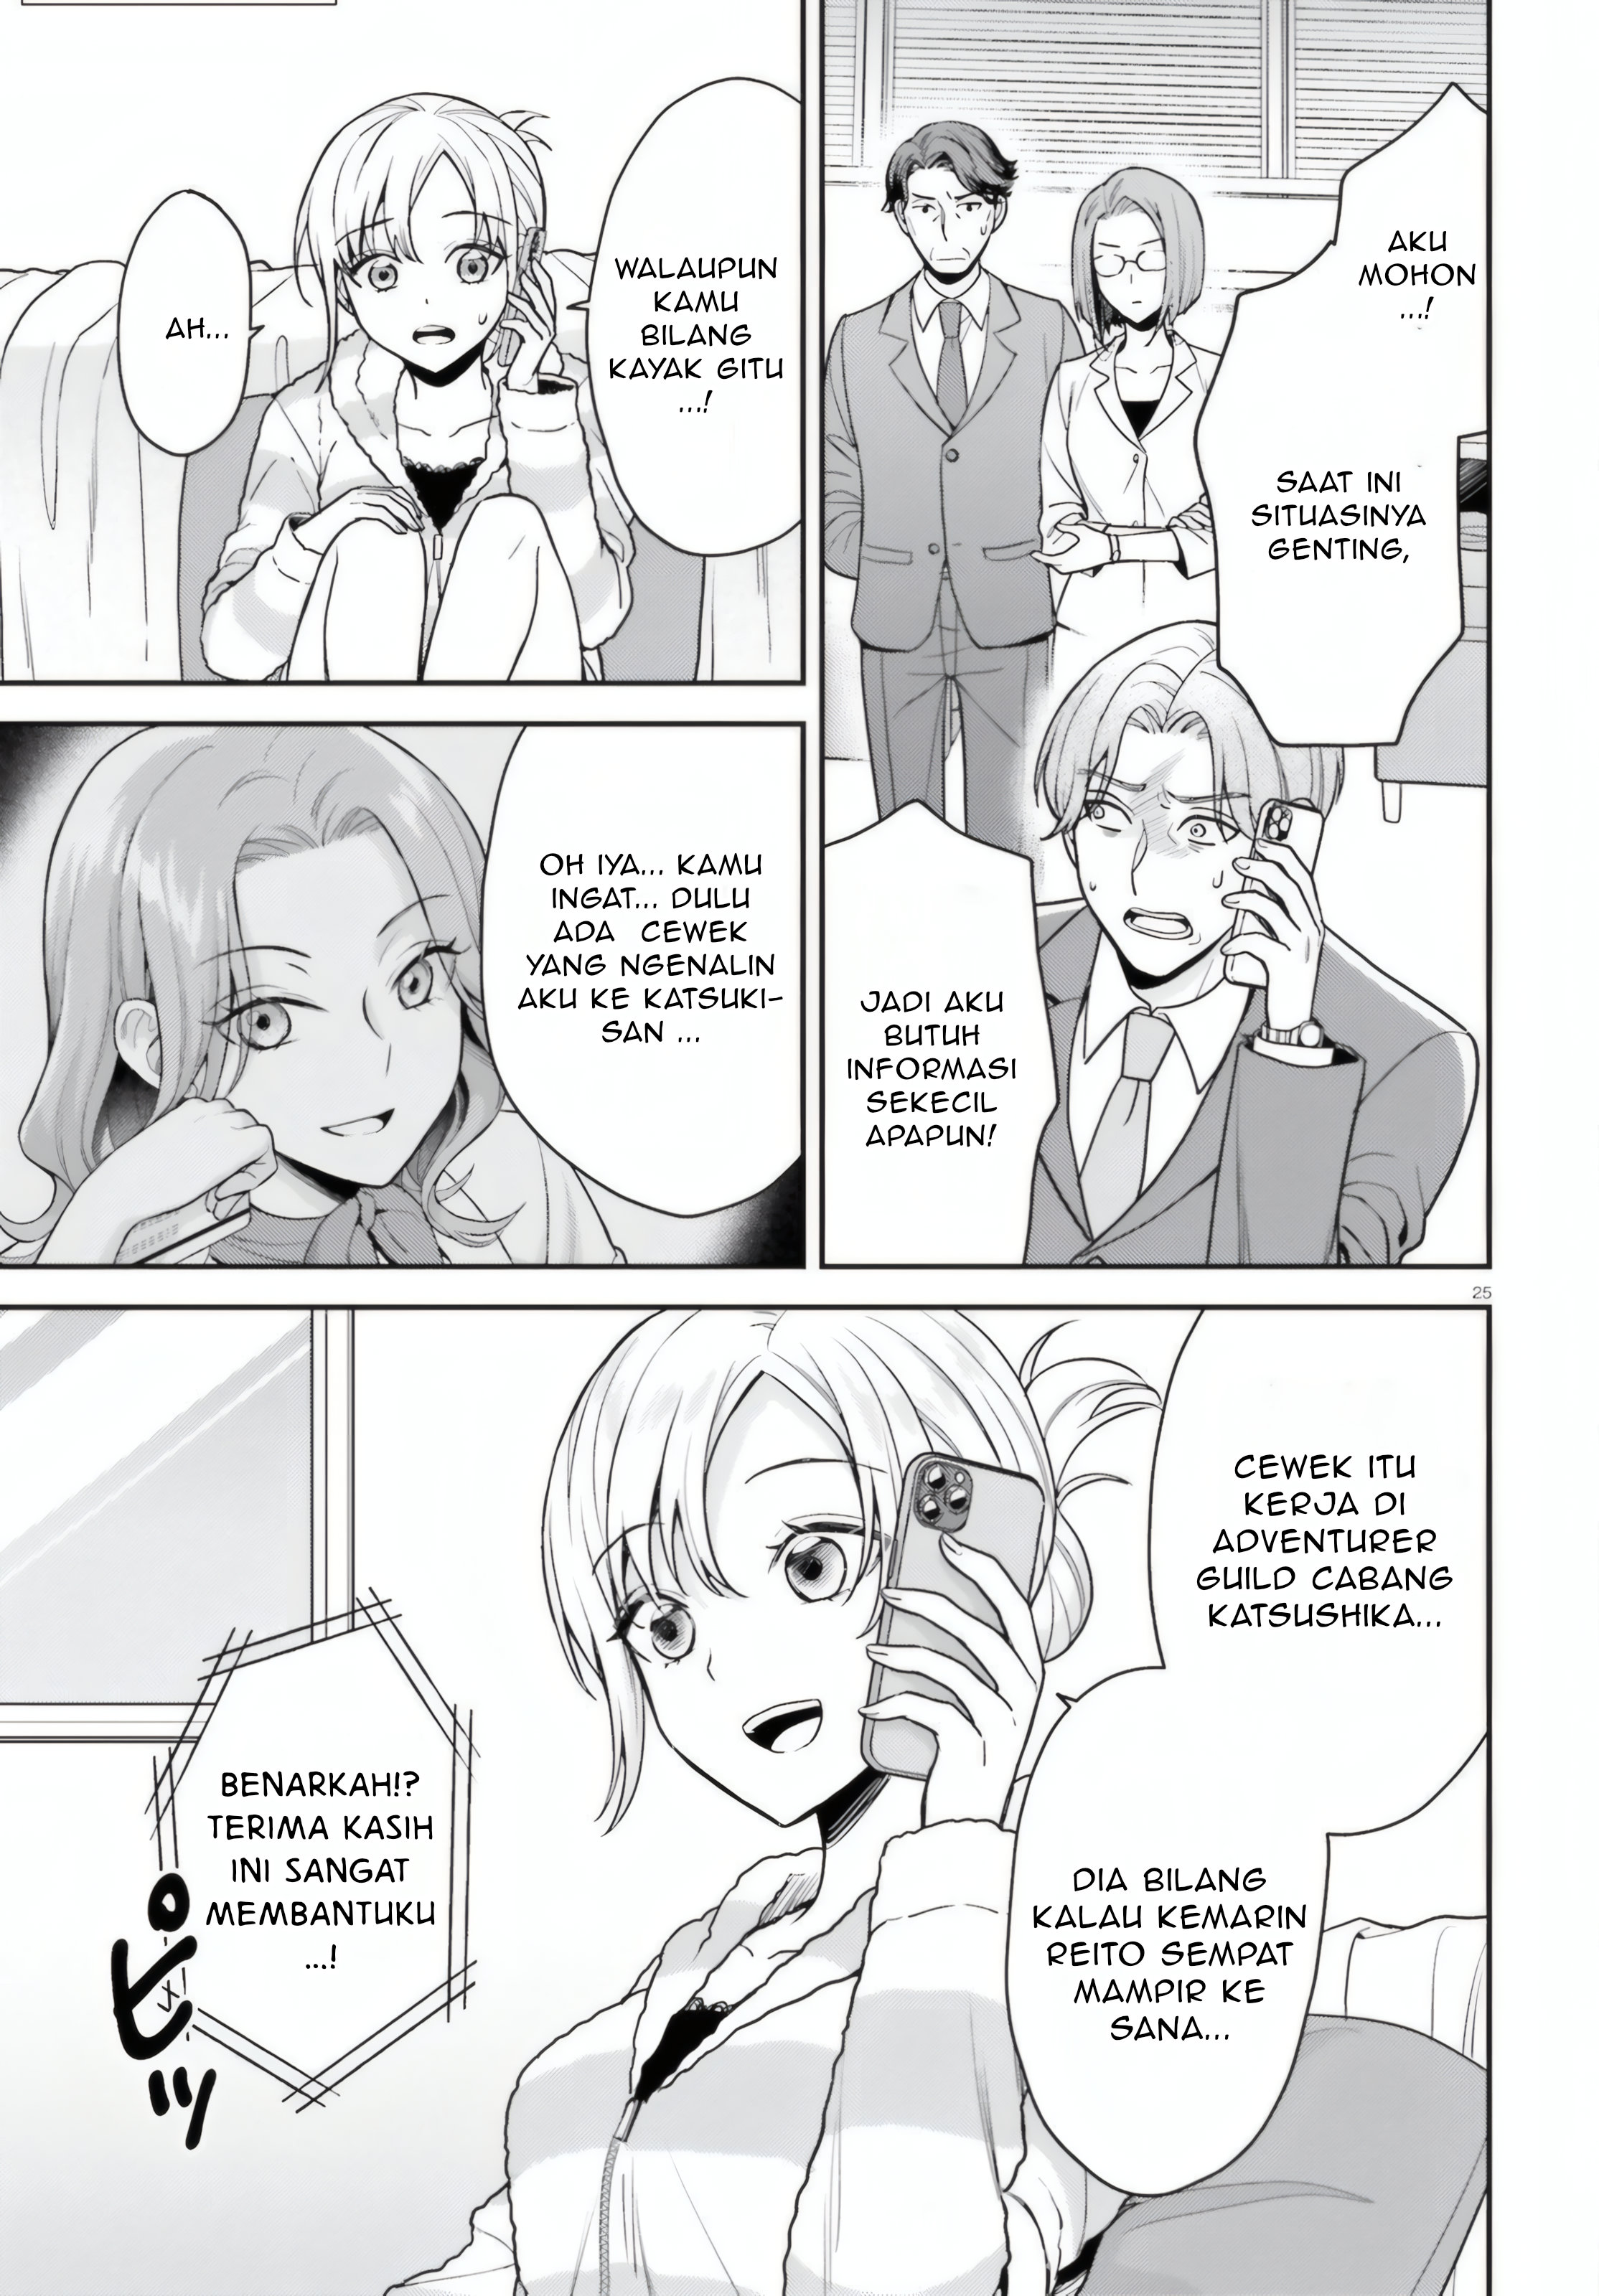 AKU
MOHON
...!
SAAT INI
SITUASINYA
GENTING,
JADI AKU
BUTUH
INFORMASI
SEKECIL
APAPUN!
WALAUPUN
KAMU
BILANG
KAYAK GITU
...!
AH...
OH IYA... KAMU
INGAT... DULU
ADA CEWEK
YANG NGENALIN
AKU KE KATSUKI-
SAN ...
25
CEWEK ITU
KERJA DI
ADVENTURER
GUILD CABANG
KATSUSHIKA...
DIA BILANG
KALAU KEMARIN
REITO SEMPAT
MAMPIR KE
SANA...
BENARKAH!?
TERIMA KASIH
INI SANGAT
MEMBANTUKU
...!
ピッ